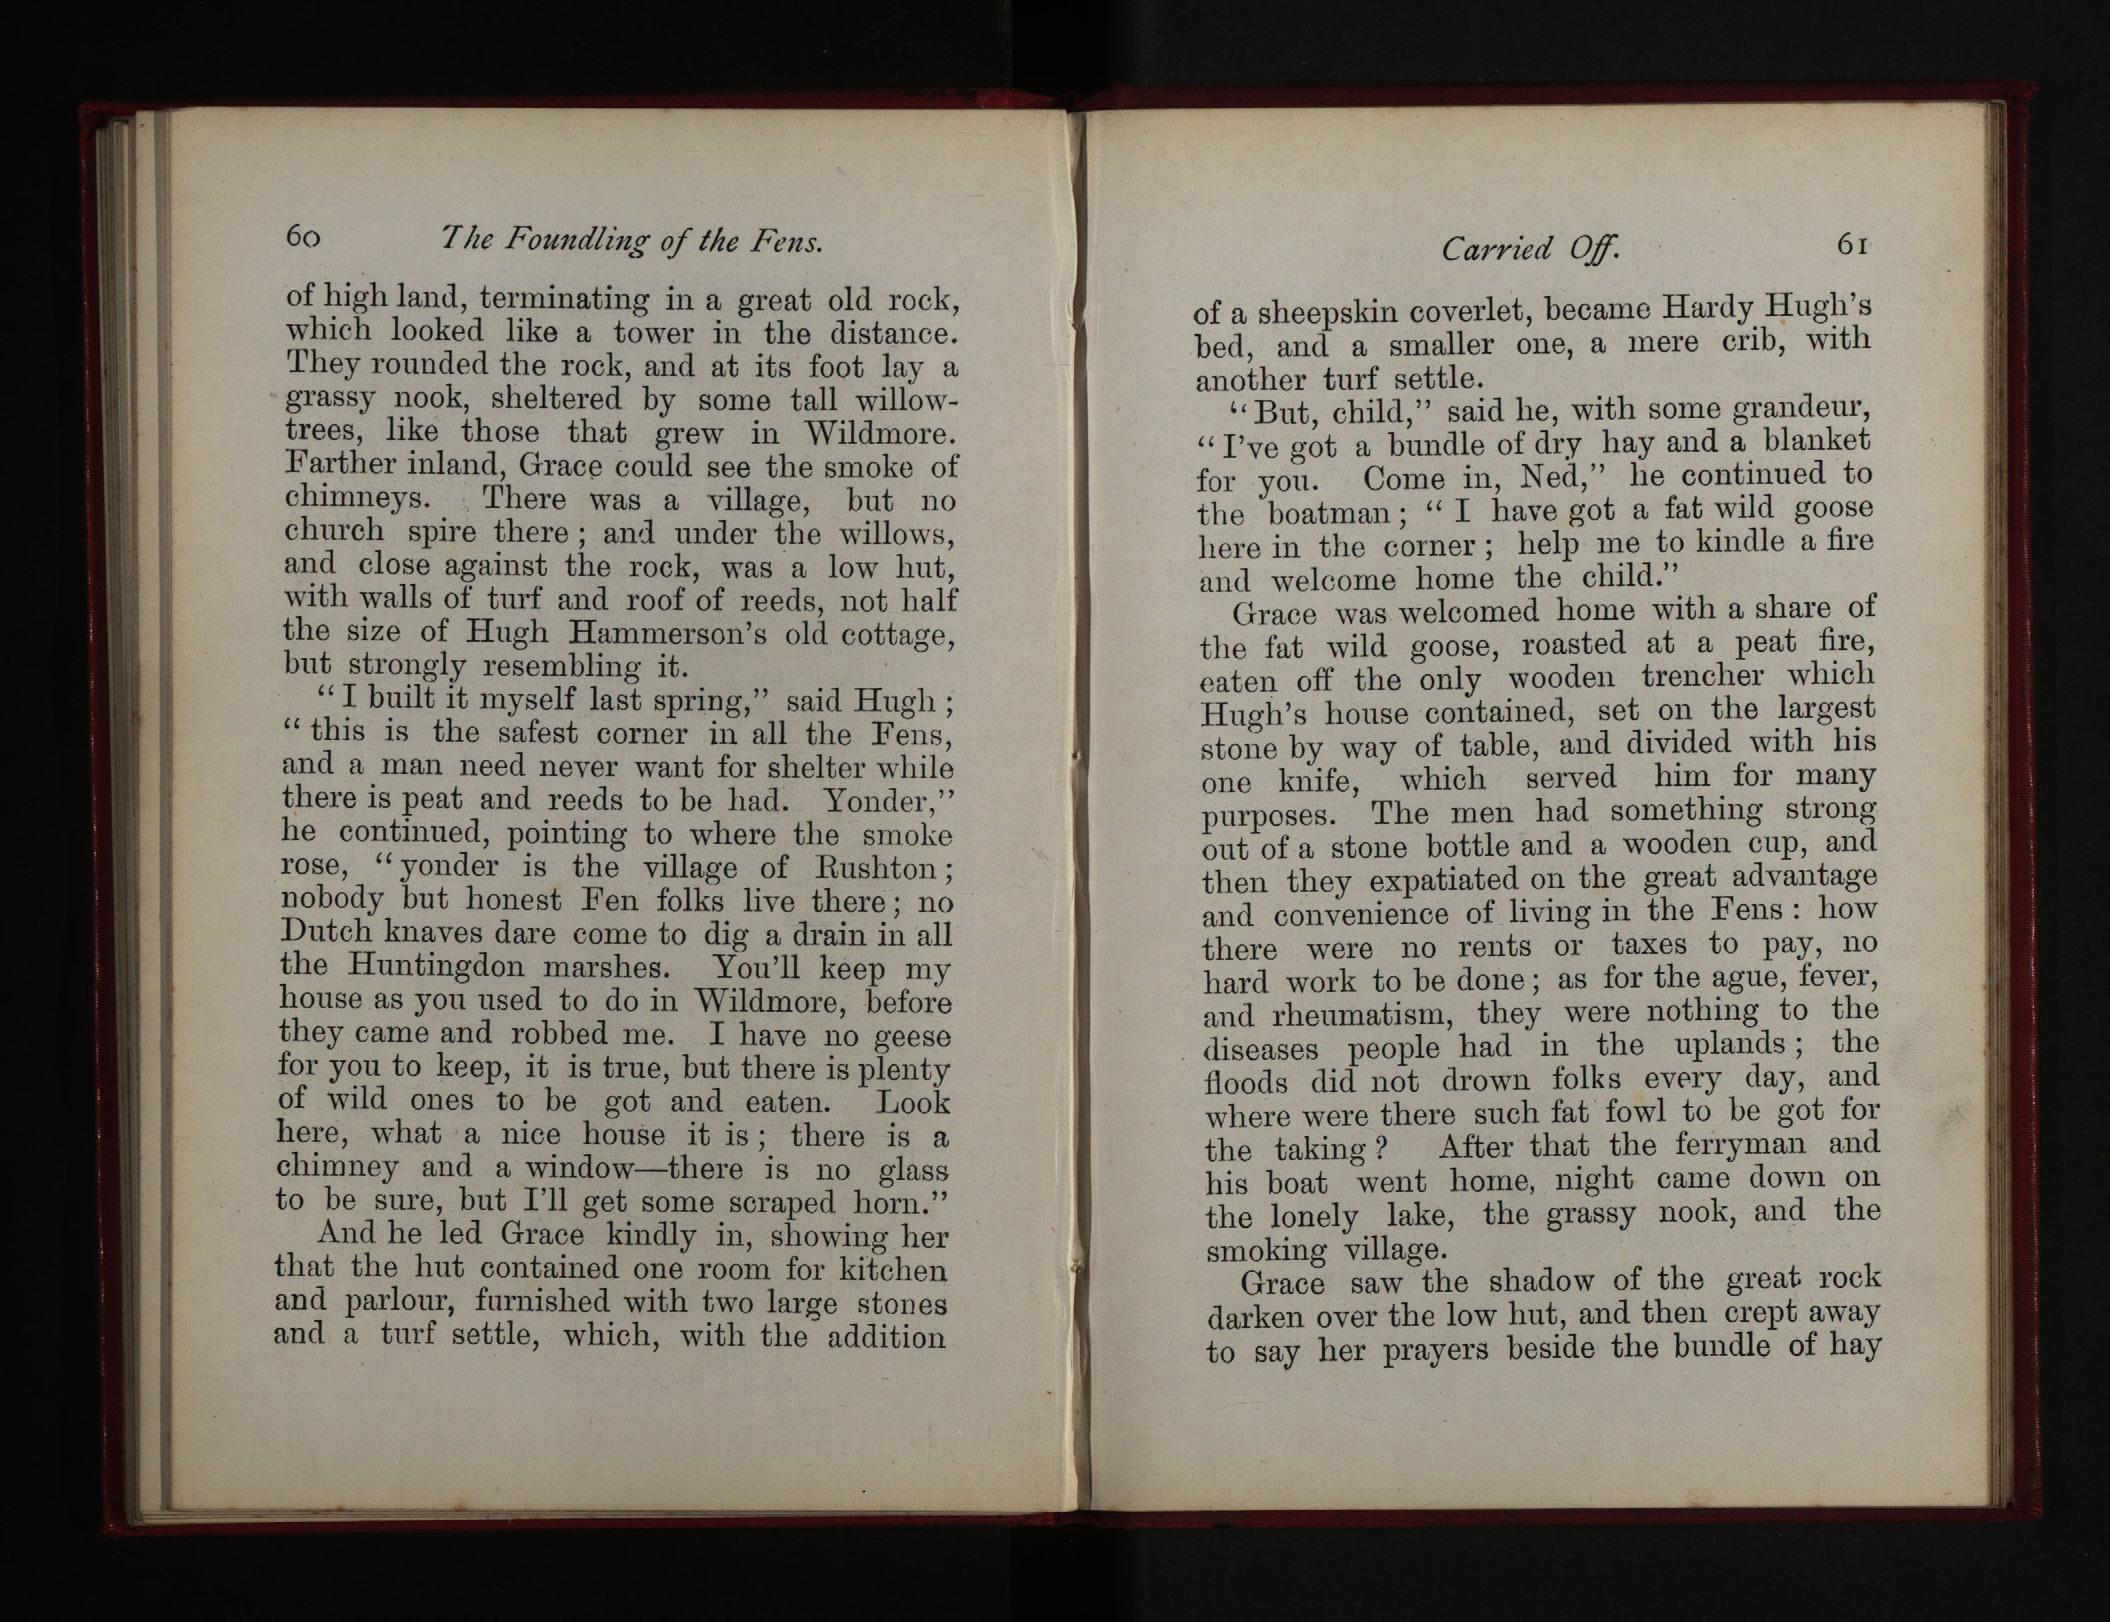 60 The Foundling of the Fens.
of high land, terminating in a great old rock,
which looked like a tower in the distance.
They rounded the rock, and at its foot lay a
grassy nook, sheltered by some tall willow-
trees, like those that grew in Wildmore.
Farther inland, Grace could see the smoke of
chimneys. There was a village, but no
church spire there; and under the willows,
and close against the rock, was a low hut,
with walls of turf and roof of reeds, not half
the size of Hugh Hammerson's old cottage,
but strongly resembling it.
"I built it myself last spring," said Hugh;
"this is the safest corner in all the Fens,
and a man need never want for shelter while
there is peat and reeds to be had. Yonder,"
he continued, pointing to where the smoke
rose, "yonder is the village of Rushton;
nobody but honest Fen folks live there; no
Dutch knaves dare come to dig a drain in all
the Huntingdon marshes. You'll keep my
house as you used to do in Wildmore, before
they came and robbed me. I have no geese
for you to keep, it is true, but there is plenty
of wild ones to be got and eaten. Look
here, what a nice house it is; there is a
chimney and a window—there is no glass
to be sure, but I'll get some scraped horn."
And he led Grace kindly in, showing her
that the hut contained one room for kitchen
and parlour, furnished with two large stones
and a turf settle, which, with the addition
Carried Off. 61
of a sheepskin coverlet, became Hardy Hugh's
bed, and a smaller one, a mere crib, with
another turf settle.
"But, child," said he, with some grandeur,
"I've got a bundle of dry hay and a blanket
for you. Come in, Ned," he continued to
the boatman; "I have got a fat wild goose
here in the corner; help me to kindle a fire
and welcome home the child."
Grace was welcomed home with a share of
the fat wild goose, roasted at a peat fire,
eaten off the only wooden trencher which
Hugh's house contained, set on the largest
stone by way of table, and divided with his
one knife, which served him for many
purposes. The men had something strong
out of a stone bottle and a wooden cup, and
then they expatiated on the great advantage
and convenience of living in the Fens: how
there were no rents or taxes to pay, no
hard work to be done; as for the ague, fever,
and rheumatism, they were nothing to the
diseases people had in the uplands; the
floods did not drown folks every day, and
where were there such fat fowl to be got for
the taking? After that the ferryman and
his boat went home, night came down on
the lonely lake, the grassy nook, and the
smoking village.
Grace saw the shadow of the great rock
darken over the low hut, and then crept away
to say her prayers beside the bundle of hay